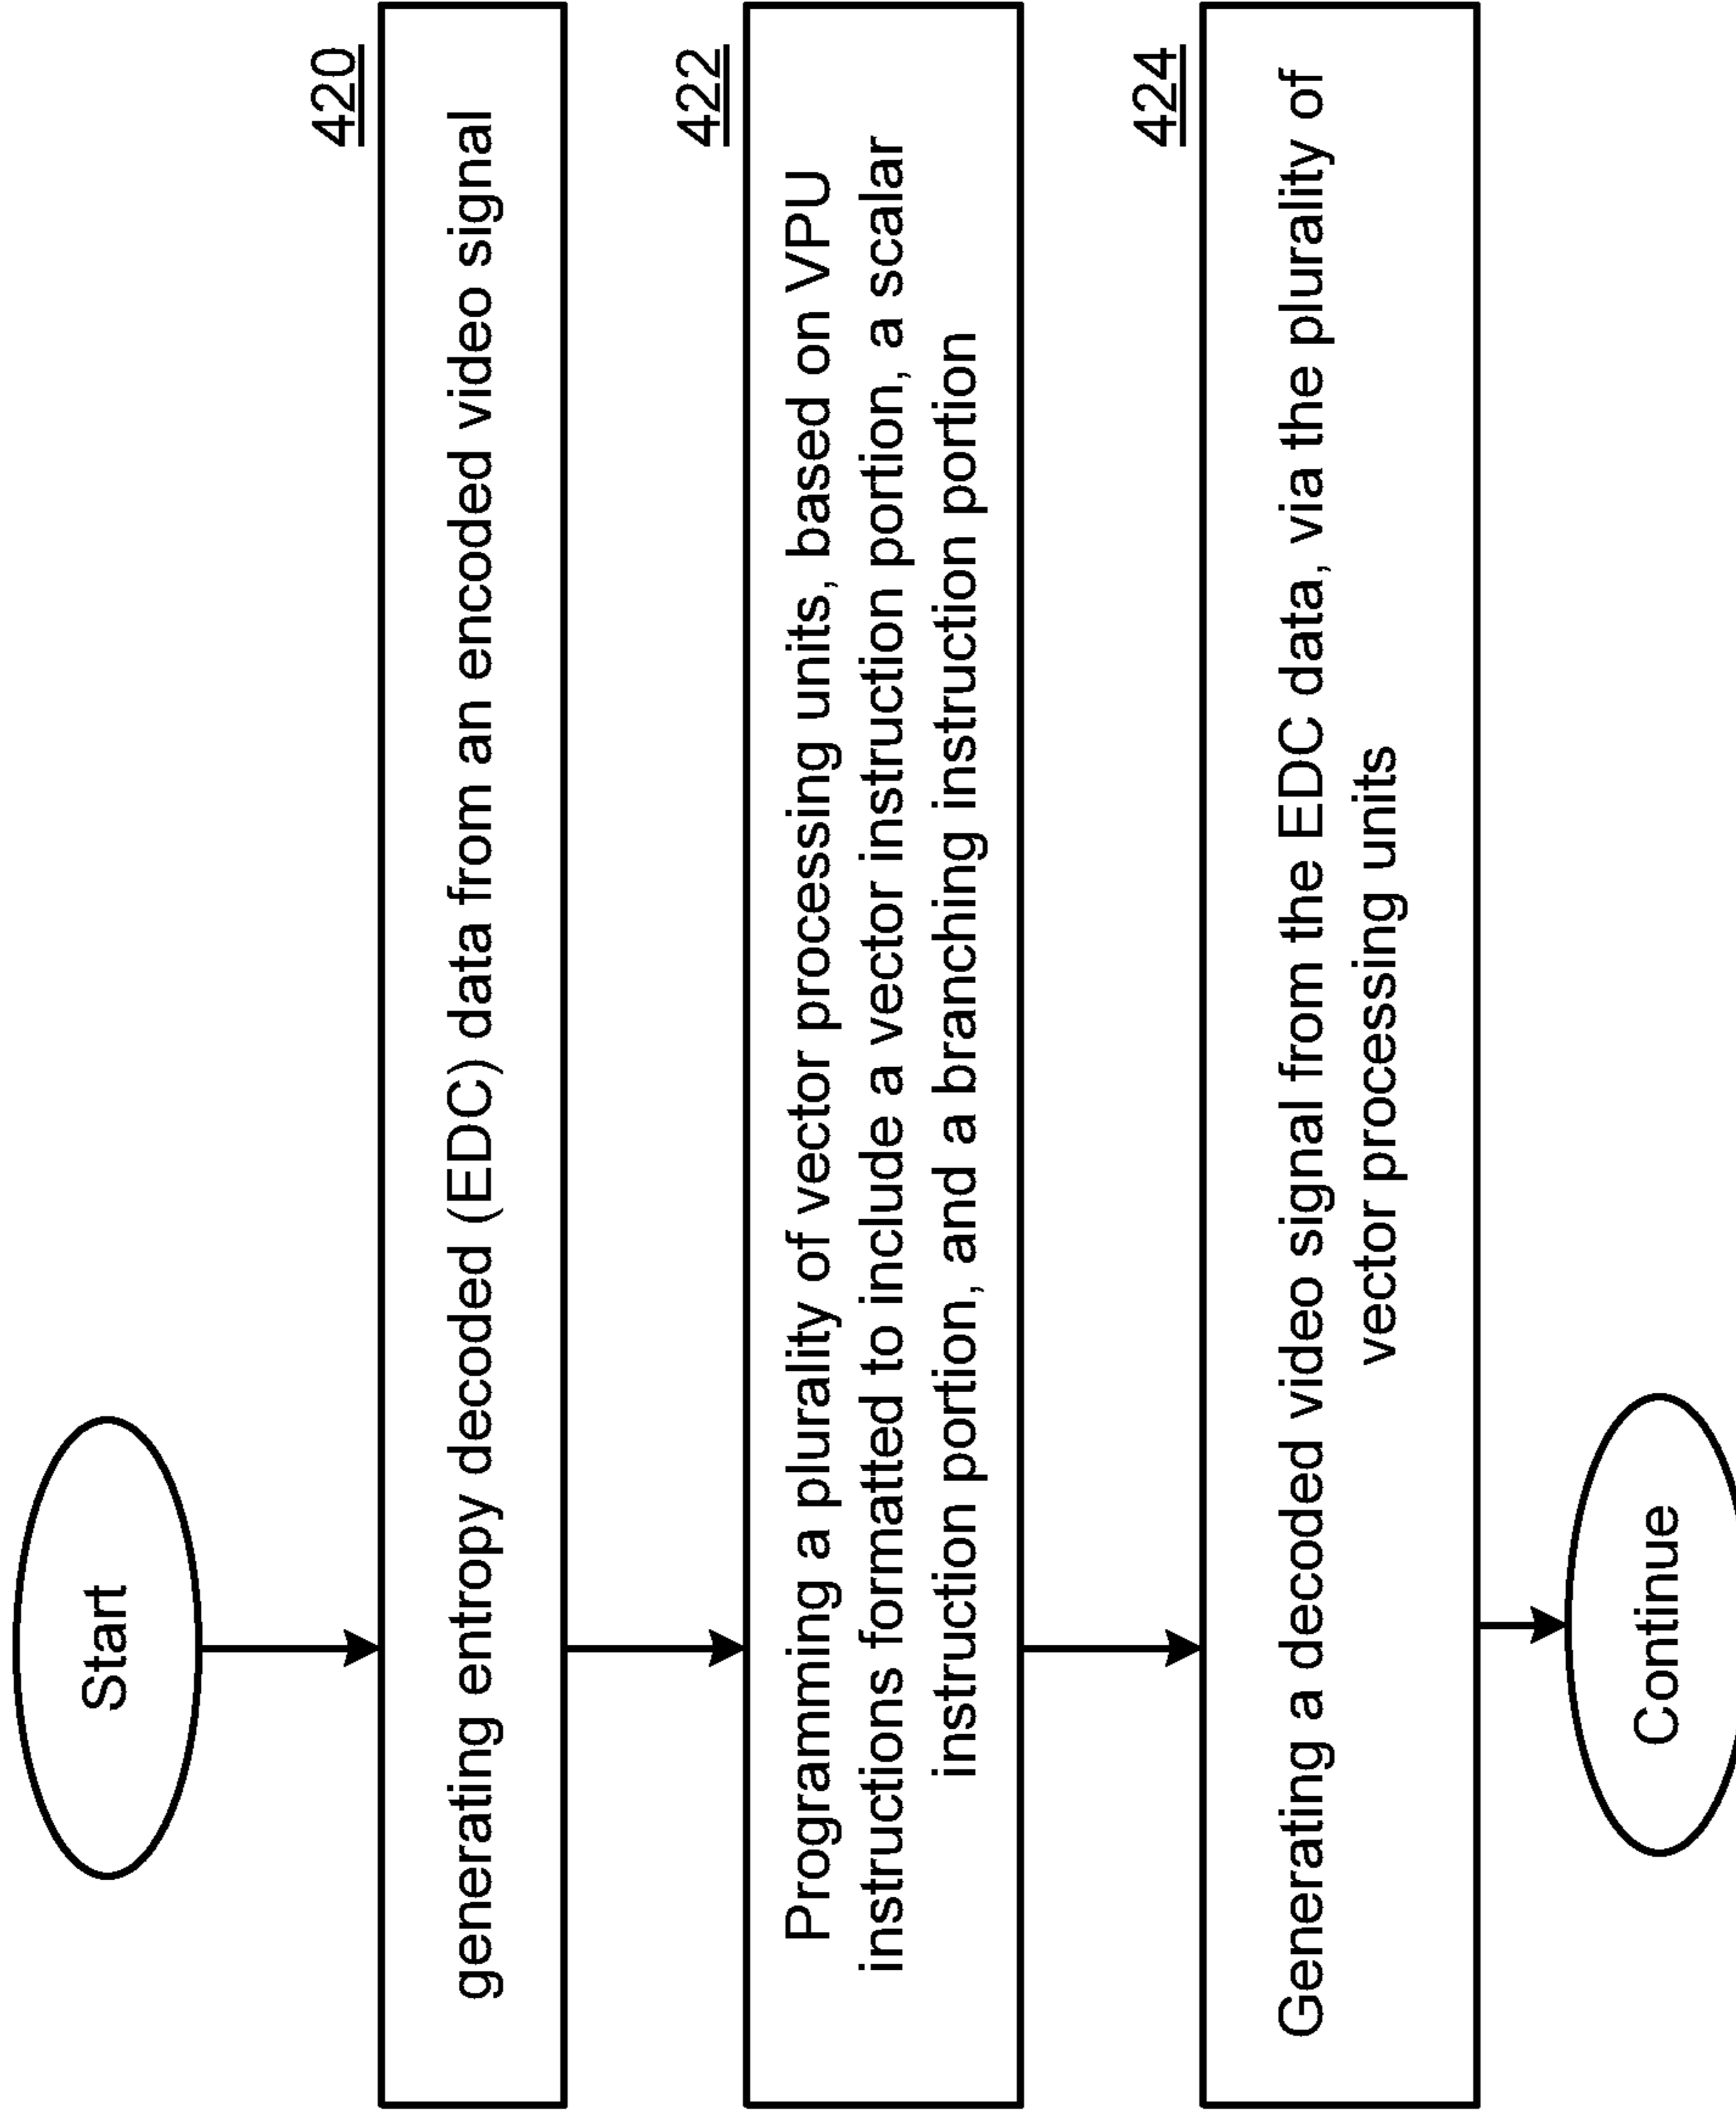 Start
420
generating entropy decoded (EDC) data from an encoded video signal
422
Programming a plurality of vector processing units, based on VPU
instructions formatted to include a vector instruction portion, a scalar
instruction portion, and a branching instruction portion
424
Generating a decoded video signal from the EDC data, via the plurality of
vector processing units
Continue